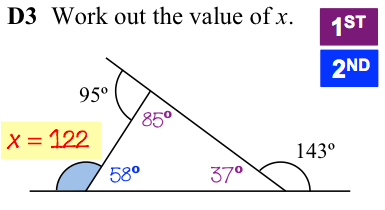 D3 Work out the value of x.
1ST
2ND
95º
85º
x = 122
143º
58º
37º